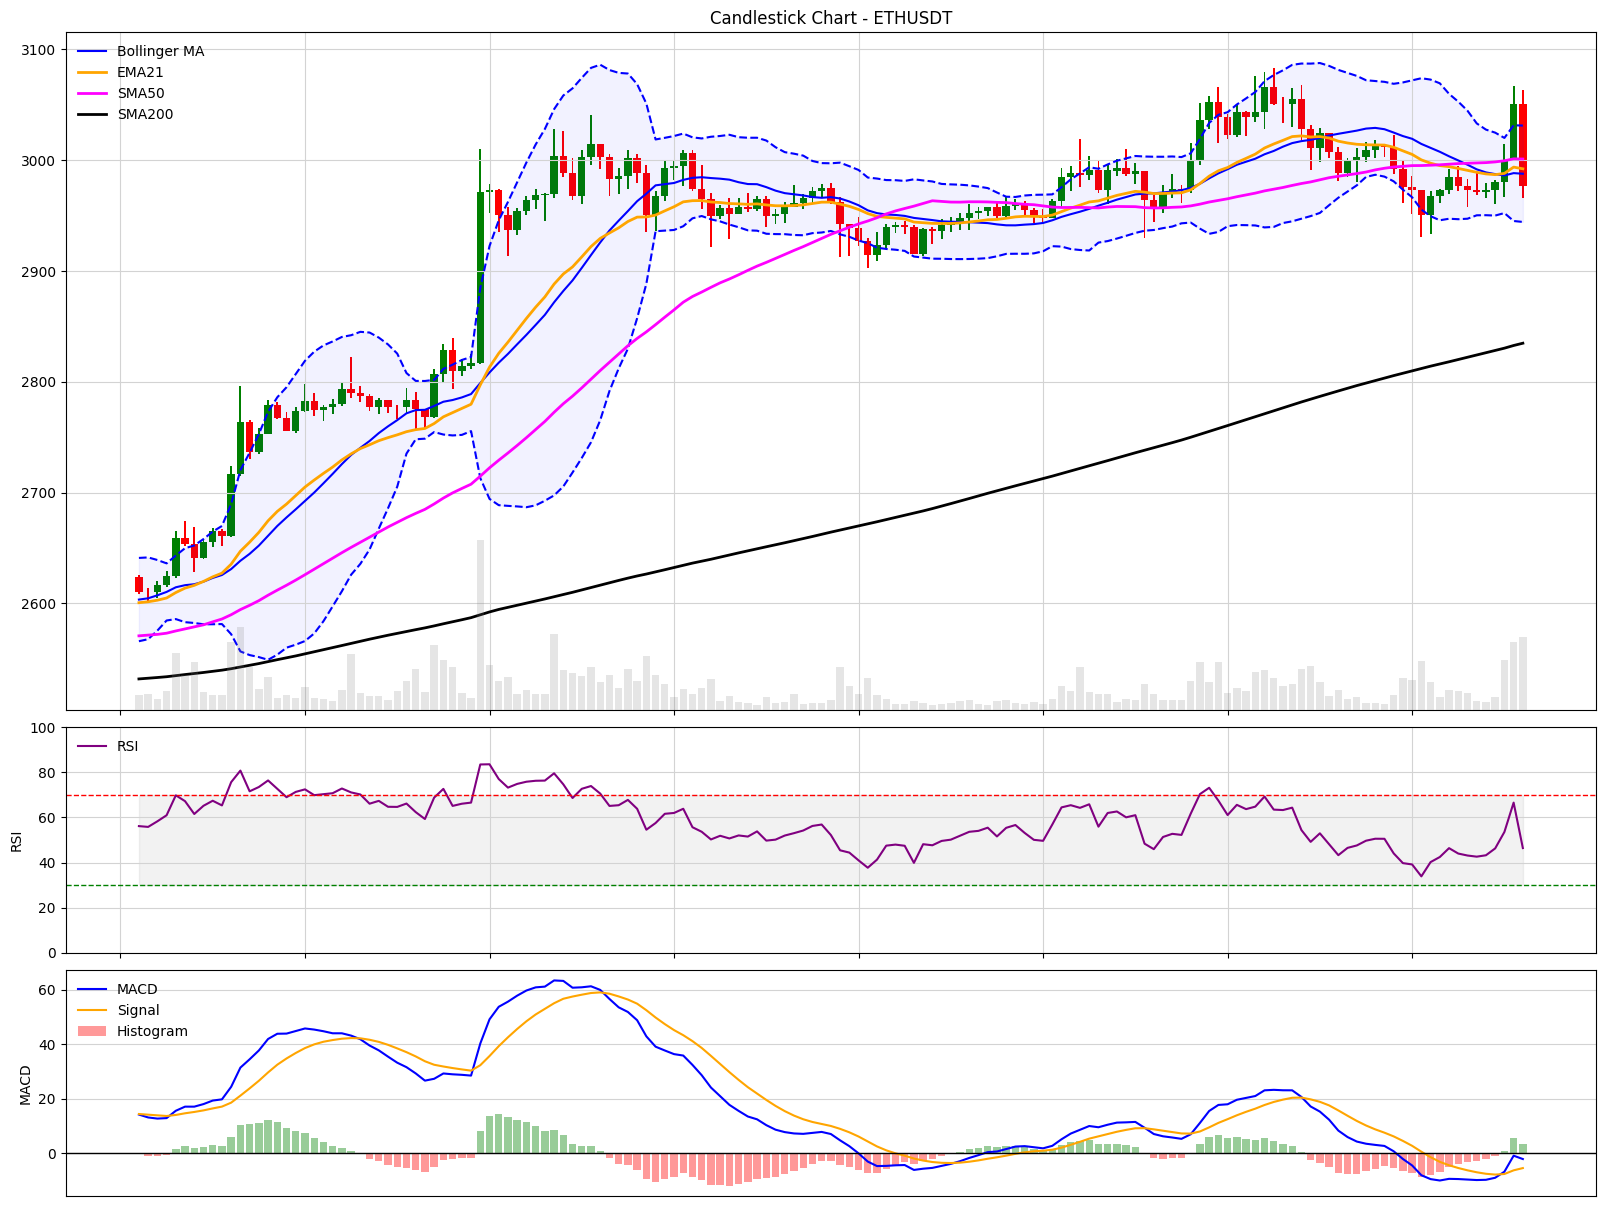 Candlestick Chart - ETHUSDT
Bollinger MA
EMA21
SMA50
SMA200
3100
3000
2900
2800
2700
2600
RSI
100
80
60
40
20
0
RSI
MACD
Signal
Histogram
60
40
20
0
MACD